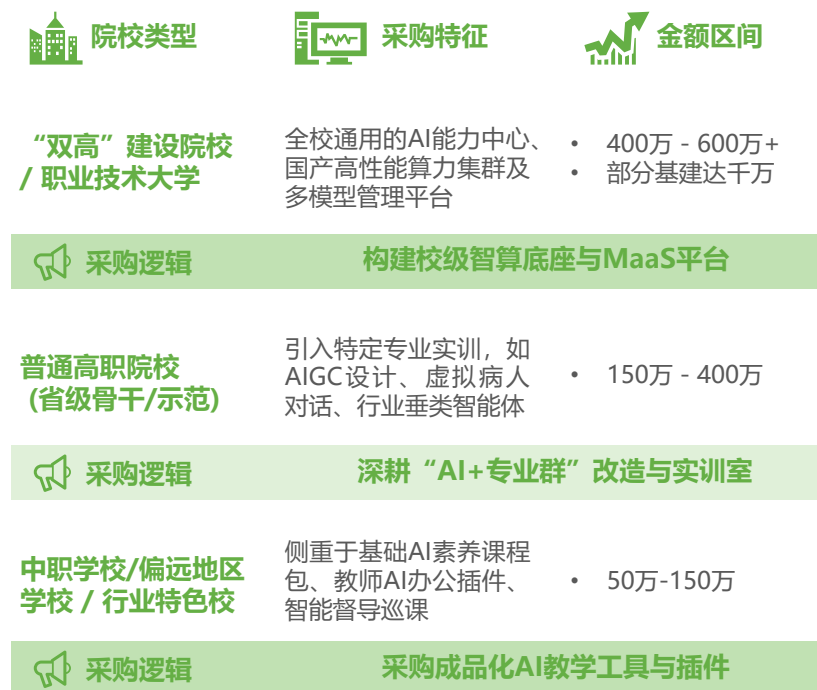 院校类型
采购特征
金额区间
“双高”建设院校
/ 职业技术大学
全校通用的AI能力中心、
国产高性能算力集群及
多模型管理平台
• 400万 - 600万+
• 部分基建达千万
采购逻辑
构建校级智算底座与MaaS平台
普通高职院校
(省级骨干/示范)
引入特定专业实训，如
AIGC设计、虚拟病人
对话、行业垂类智能体
• 150万 - 400万
采购逻辑
深耕“AI+专业群”改造与实训室
中职学校/偏远地区
学校 / 行业特色校
侧重于基础AI素养课程
包、教师AI办公插件、
智能督导巡课
• 50万-150万
采购逻辑
采购成品化AI教学工具与插件